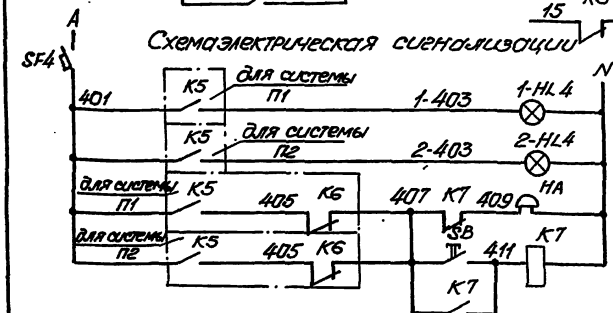 15
A
Схема электрическая сигнализации
SF4
N
401
K5
для системы
П1
1-403
1-HL4
K5
для системы
П2
2-403
2-HL4
для системы
П1
K5
405
K6
407
K7
409
HA
для системы
П2
K5
405
K6
SB
411
K7
K7